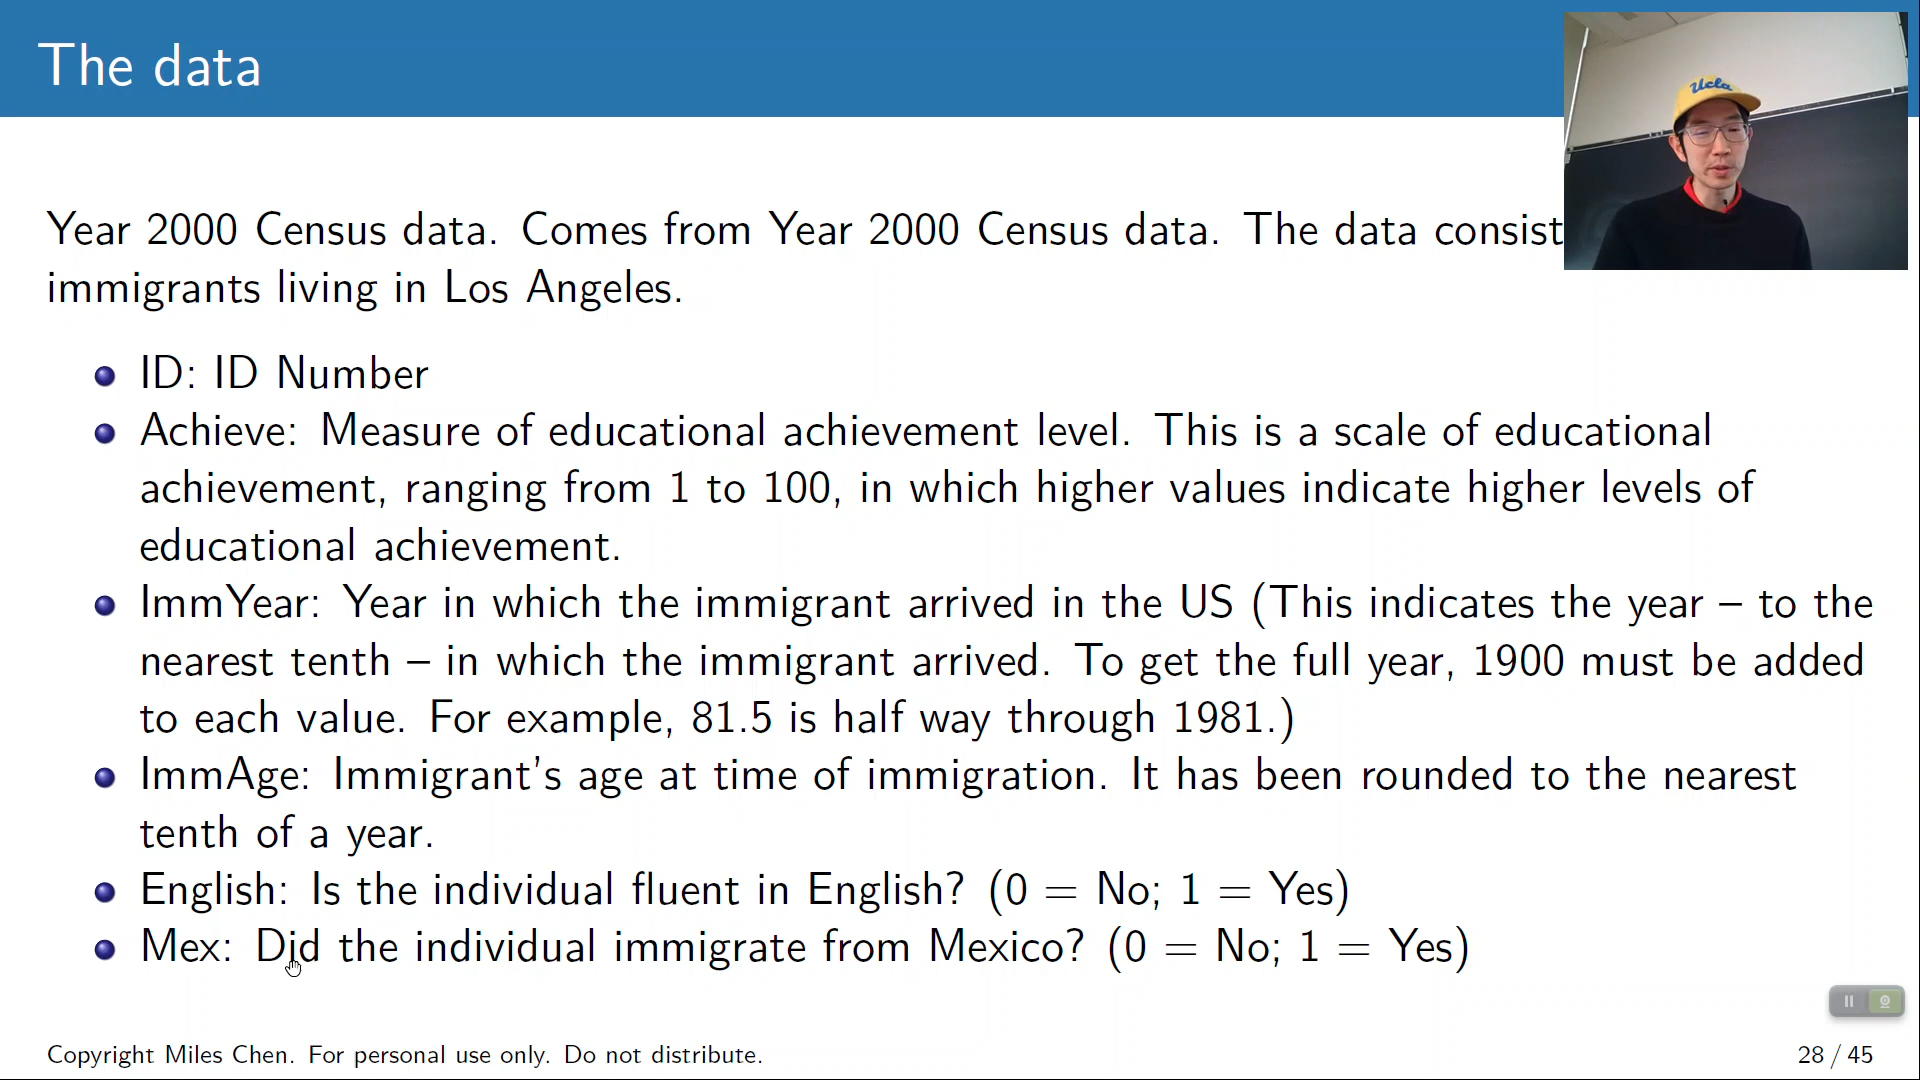 The data
Ucla
Year 2000 Census data. Comes from Year 2000 Census data. The data consist
immigrants living in Los Angeles.
ID: ID Number
Achieve: Measure of educational achievement level. This is a scale of educational
achievement, ranging from 1 to 100, in which higher values indicate higher levels of
educational achievement.
ImmYear: Year in which the immigrant arrived in the US (This indicates the year – to the
nearest tenth – in which the immigrant arrived. To get the full year, 1900 must be added
to each value. For example, 81.5 is half way through 1981.)
ImmAge: Immigrant's age at time of immigration. It has been rounded to the nearest
tenth of a year.
English: Is the individual fluent in English? (0 = No; 1 = Yes)
Mex: Did the individual immigrate from Mexico? (0 = No; 1 = Yes)
Copyright Miles Chen. For personal use only. Do not distribute.
28 / 45